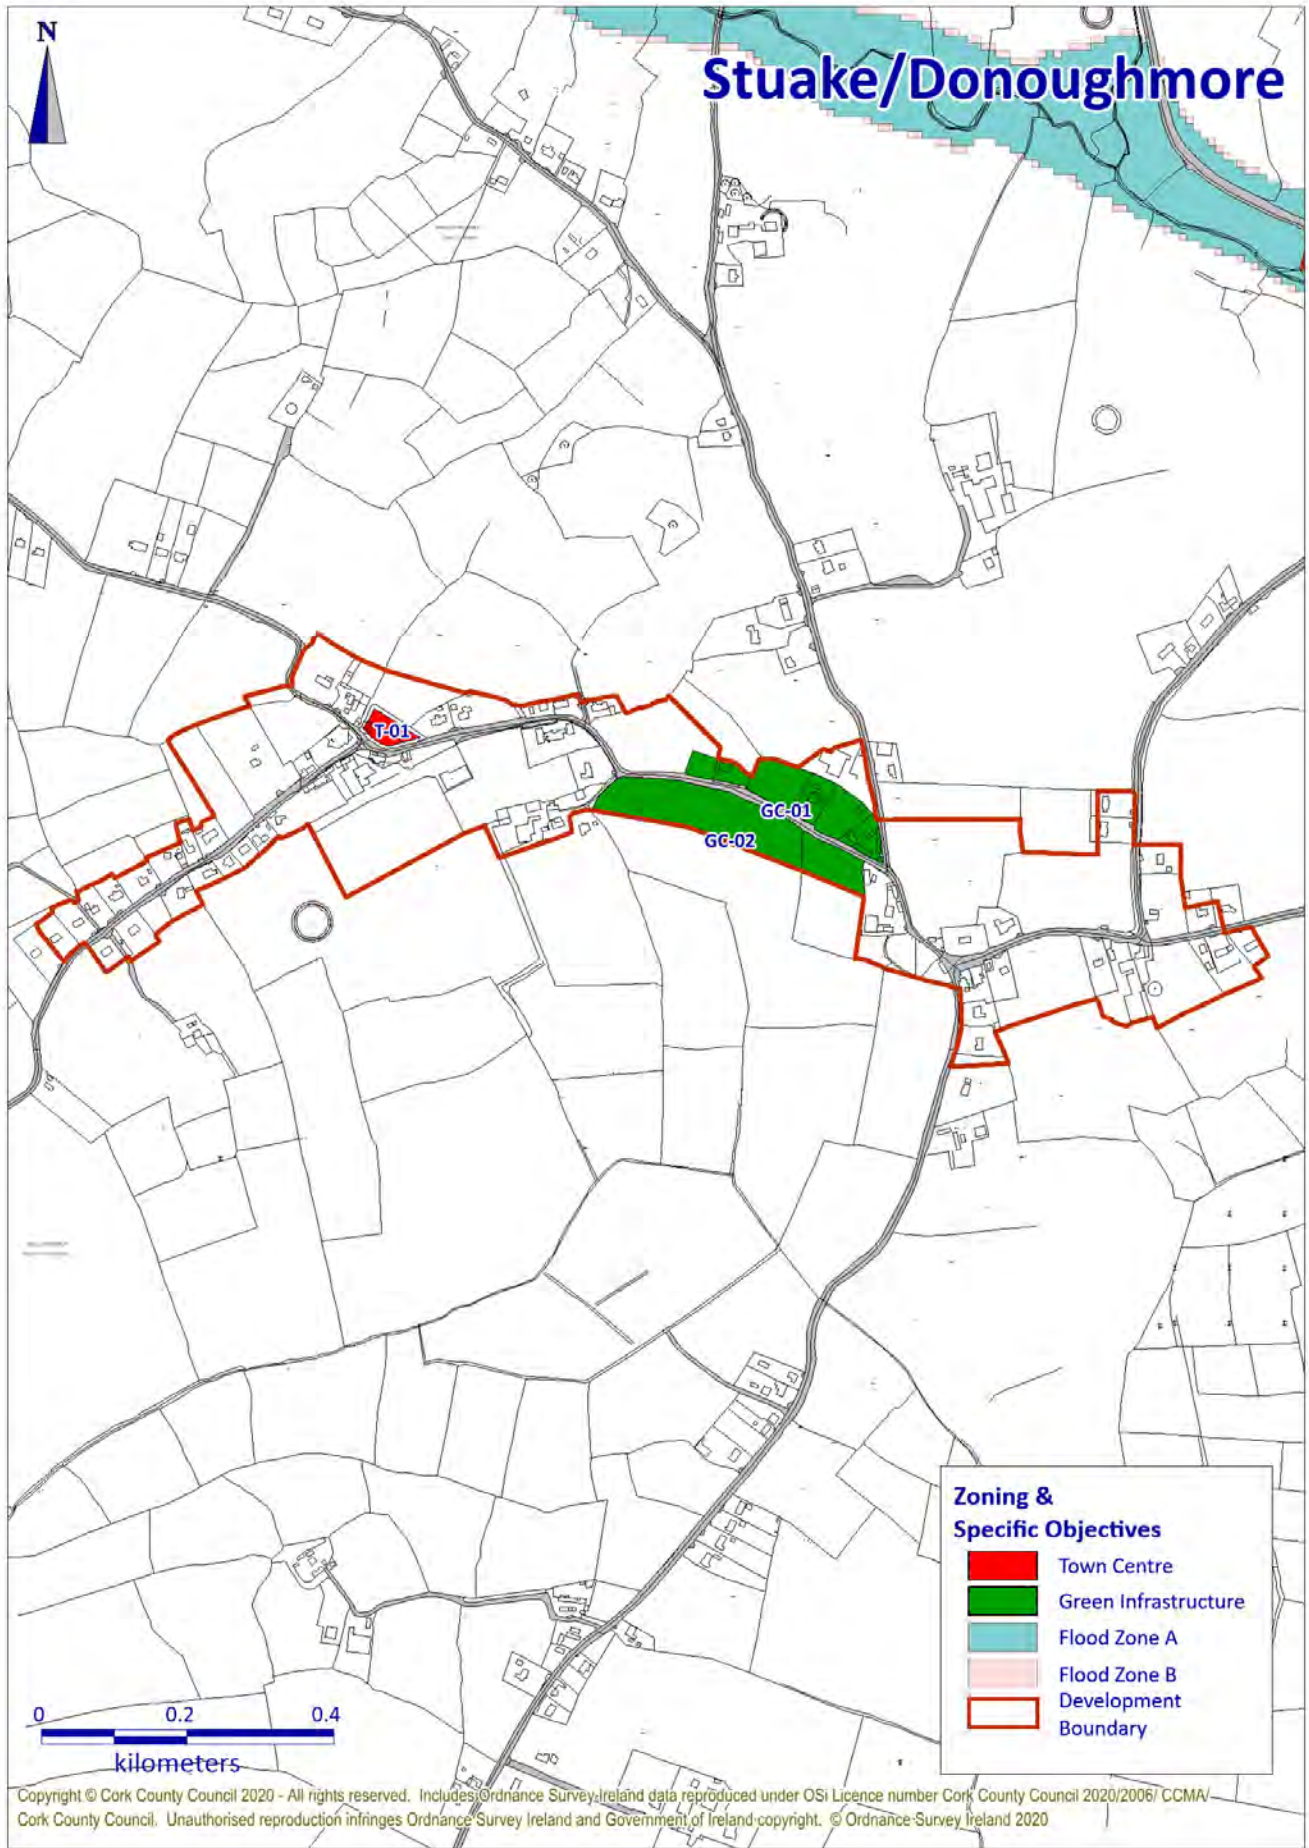 N
Stuake/Donoughmore
T-01
GC-01
GC-02
Zoning &
Specific Objectives
Town Centre
Green Infrastructure
Flood Zone A
Flood Zone B
Development
Boundary
0 0.2 0.4
kilometers
Copyright © Cork County Council 2020 - All rights reserved. Includes Ordnance Survey Ireland data reproduced under OSi Licence number Cork County Council 2020/2006/ CCMA/
Cork County Council. Unauthorised reproduction infringes Ordnance Survey Ireland and Government of Ireland copyright. © Ordnance Survey Ireland 2020